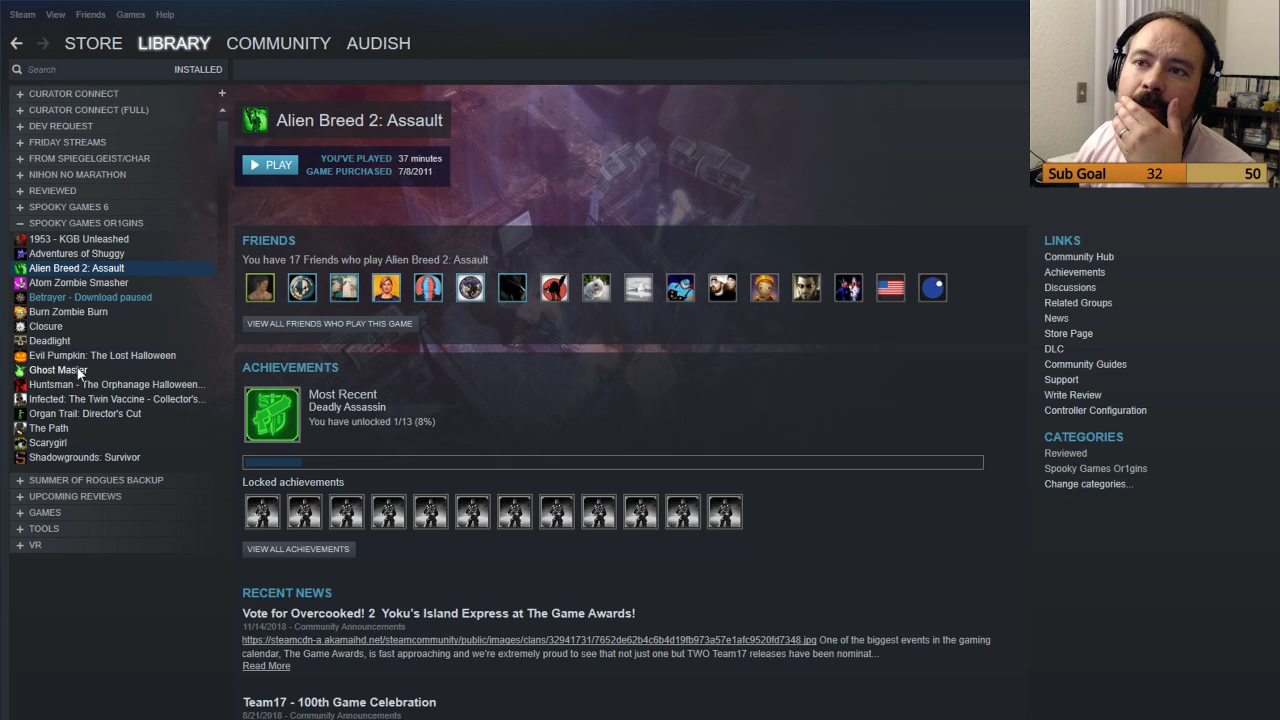 Steam View Friends Games Help
STORE LIBRARY COMMUNITY AUDISH
Search INSTALLED
CURATOR CONNECT
CURATOR CONNECT (FULL)
DEV REQUEST
FRIDAY STREAMS
FROM SPIEGELGEIST/CHAR
NIHON NO MARATHON
REVIEWED
SPOOKY GAMES 6
SPOOKY GAMES OR1GINS
1953 - KGB Unleashed
Adventures of Shuggy
Alien Breed 2: Assault
Atom Zombie Smasher
Betrayer - Download paused
Burn Zombie Burn
Closure
Deadlight
Evil Pumpkin: The Lost Halloween
Ghost Master
Huntsman - The Orphanage Halloween...
Infected: The Twin Vaccine - Collector's...
Organ Trail: Director's Cut
The Path
Scarygirl
Shadowgrounds: Survivor
SUMMER OF ROGUES BACKUP
UPCOMING REVIEWS
GAMES
TOOLS
VR
Alien Breed 2: Assault
PLAY
YOU'VE PLAYED 37 minutes
GAME PURCHASED 7/8/2011
FRIENDS
You have 17 Friends who play Alien Breed 2: Assault
VIEW ALL FRIENDS WHO PLAY THIS GAME
ACHIEVEMENTS
Most Recent
Deadly Assassin
You have unlocked 1/13 (8%)
Locked achievements
VIEW ALL ACHIEVEMENTS
RECENT NEWS
Vote for Overcooked! 2 Yoku's Island Express at The Game Awards!
11/14/2018 - Community Announcements
https://steamcdn-a.akamaihd.net/steamcommunity/public/images/clans/32941731/7652de62b4c6b4d19fb973a57e1afc9520fd7348.jpg One of the biggest events in the gaming
calendar, The Game Awards, is fast approaching and we're extremely proud to see that not just one but TWO Team17 releases have been nominat...
Read More
Team17 - 100th Game Celebration
8/21/2018 - Community Announcements
Sub Goal 32 50
LINKS
Community Hub
Achievements
Discussions
Related Groups
News
Store Page
DLC
Community Guides
Support
Write Review
Controller Configuration
CATEGORIES
Reviewed
Spooky Games Or1gins
Change categories...